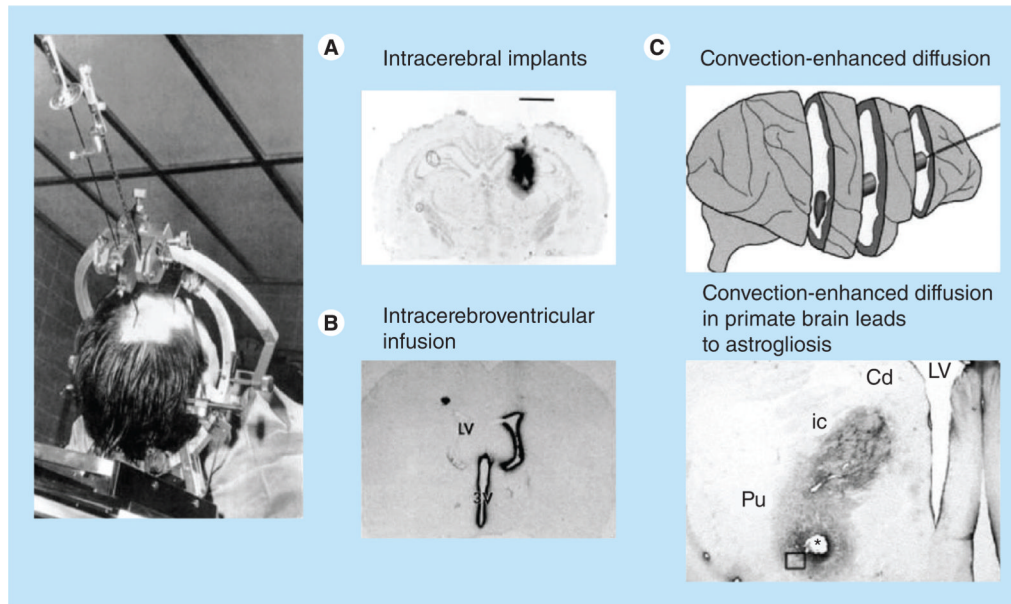 A
Intracerebral implants
B
Intracerebroventricular
infusion
LV
3V
C
Convection-enhanced diffusion
Convection-enhanced diffusion
in primate brain leads
to astrogliosis
Cd
LV
ic
Pu
*